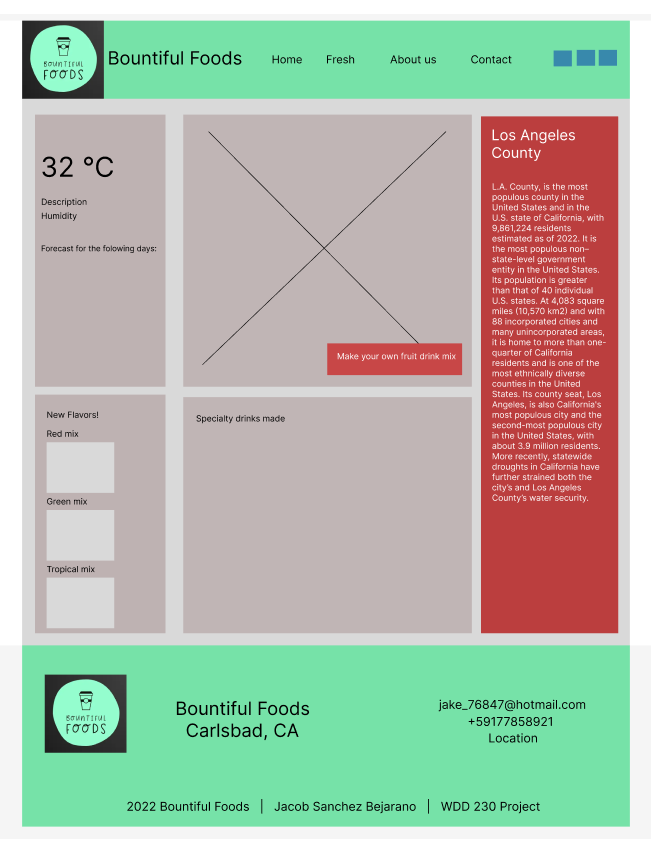 BOUNTIFUL
FOODS
Bountiful Foods
Home
Fresh
About us
Contact
32 °C
Description
Humidity
Forecast for the folowing days:
Make your own fruit drink mix
Los Angeles
County
L.A. County, is the most
populous county in the
United States and in the
U.S. state of California, with
9,861,224 residents
estimated as of 2022. It is
the most populous non-
state-level government
entity in the United States.
Its population is greater
than that of 40 individual
U.S. states. At 4,083 square
miles (10,570 km2) and with
88 incorporated cities and
many unincorporated areas,
it is home to more than one-
quarter of California
residents and is one of the
most ethnically diverse
counties in the United
States. Its county seat, Los
Angeles, is also California's
most populous city and the
second-most populous city
in the United States, with
about 3.9 million residents.
More recently, statewide
droughts in California have
further strained both the
city's and Los Angeles
County's water security.
New Flavors!
Red mix
Green mix
Tropical mix
Specialty drinks made
BOUNTIFUL
FOODS
Bountiful Foods
Carlsbad, CA
jake_76847@hotmail.com
+59177858921
Location
2022 Bountiful Foods | Jacob Sanchez Bejarano | WDD 230 Project